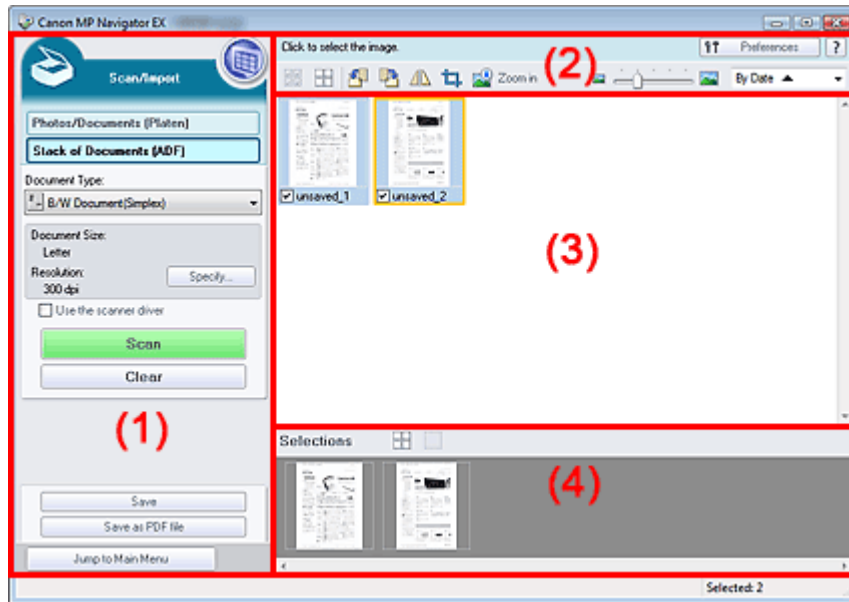 Canon MP Navigator EX
Scan/Import
Photos/Documents (Platen)
Stack of Documents (ADF)
Document Type:
B/W Document(Simplex)
Document Size:
Letter
Resolution:
300 dpi
Specify...
Use the scanner diver
Scan
Clear
(1)
Save
Save as PDF file
Jump to Main Menu
Click to select the image.
Preferences
?
Zoom in
(2)
By Date
unsaved_1
unsaved_2
(3)
Selections
(4)
Selected: 2